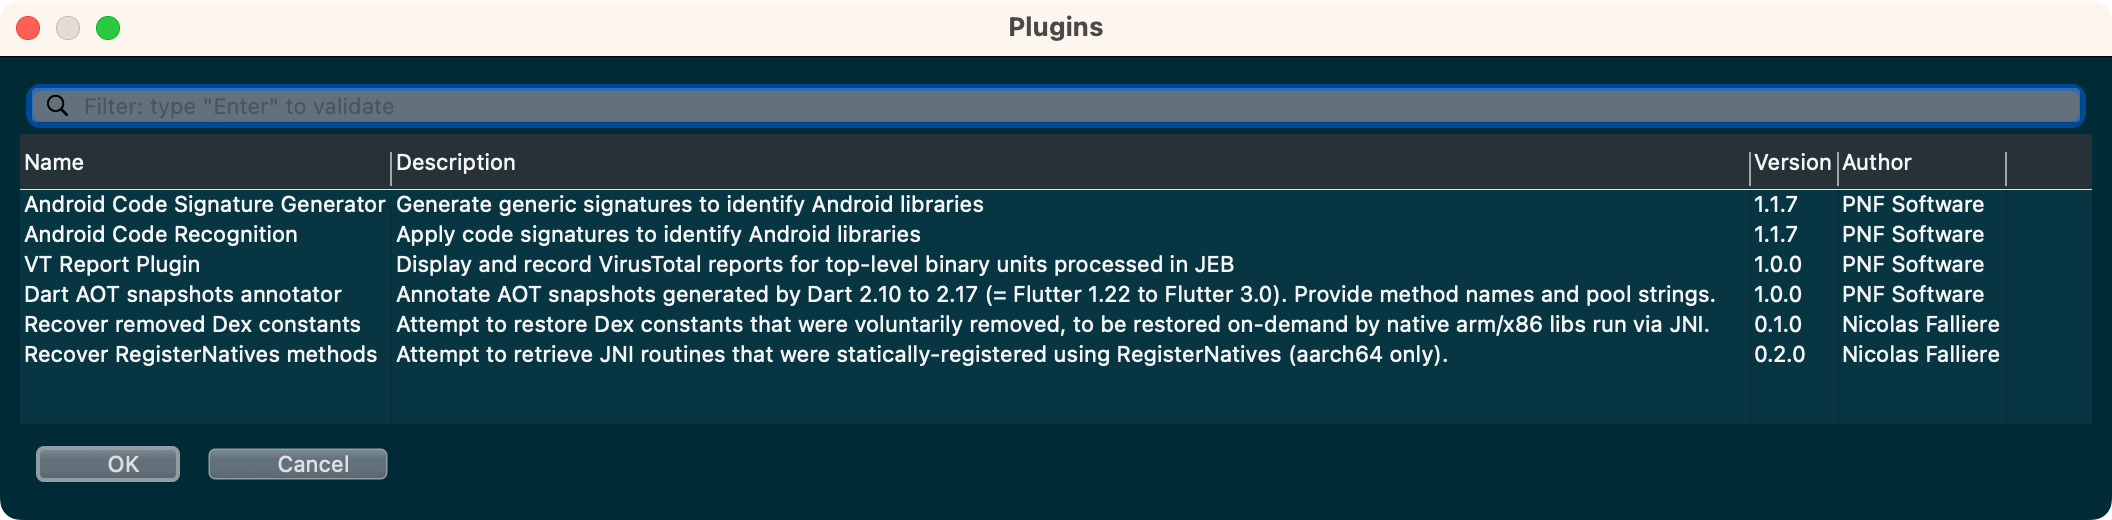 Plugins
Filter: type "Enter" to validate
Name Description Version Author
Android Code Signature Generator Generate generic signatures to identify Android libraries 1.1.7 PNF Software
Android Code Recognition Apply code signatures to identify Android libraries 1.1.7 PNF Software
VT Report Plugin Display and record VirusTotal reports for top-level binary units processed in JEB 1.0.0 PNF Software
Dart AOT snapshots annotator Annotate AOT snapshots generated by Dart 2.10 to 2.17 (= Flutter 1.22 to Flutter 3.0). Provide method names and pool strings. 1.0.0 PNF Software
Recover removed Dex constants Attempt to restore Dex constants that were voluntarily removed, to be restored on-demand by native arm/x86 libs run via JNI. 0.1.0 Nicolas Falliere
Recover RegisterNatives methods Attempt to retrieve JNI routines that were statically-registered using RegisterNatives (aarch64 only). 0.2.0 Nicolas Falliere
OK Cancel